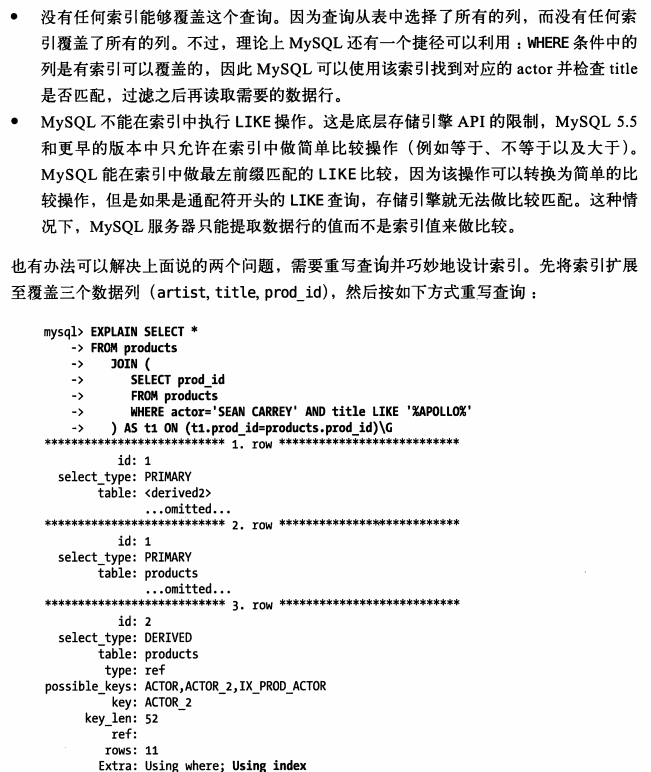 ● 没有任何索引能够覆盖这个查询。因为查询从表中选择了所有的列，而没有任何索
引覆盖了所有的列。不过，理论上 MySQL 还有一个捷径可以利用：WHERE 条件中的
列是有索引可以覆盖的，因此 MySQL 可以使用该索引找到对应的 actor 并检查 title
是否匹配，过滤之后再读取需要的数据行。
● MySQL 不能在索引中执行 LIKE 操作。这是底层存储引擎 API 的限制，MySQL 5.5
和更早的版本中只允许在索引中做简单比较操作（例如等于、不等于以及大于）。
MySQL 能在索引中做最左前缀匹配的 LIKE 比较，因为该操作可以转换为简单的比
较操作，但是如果是通配符开头的 LIKE 查询，存储引擎就无法做比较匹配。这种情
况下，MySQL 服务器只能提取数据行的值而不是索引值来做比较。
也有办法可以解决上面说的两个问题，需要重写查询并巧妙地设计索引。先将索引扩展
至覆盖三个数据列（artist, title, prod_id），然后按如下方式重写查询：
mysql> EXPLAIN SELECT *
-> FROM products
-> JOIN (
-> SELECT prod_id
-> FROM products
-> WHERE actor='SEAN CARREY' AND title LIKE '%APOLLO%'
-> ) AS t1 ON (t1.prod_id=products.prod_id)\G
*************************** 1. row ***************************
id: 1
select_type: PRIMARY
table: <derived2>
...omitted...
*************************** 2. row ***************************
id: 1
select_type: PRIMARY
table: products
...omitted...
*************************** 3. row ***************************
id: 2
select_type: DERIVED
table: products
type: ref
possible_keys: ACTOR,ACTOR_2,IX_PROD_ACTOR
key: ACTOR_2
key_len: 52
ref:
rows: 11
Extra: Using where; Using index